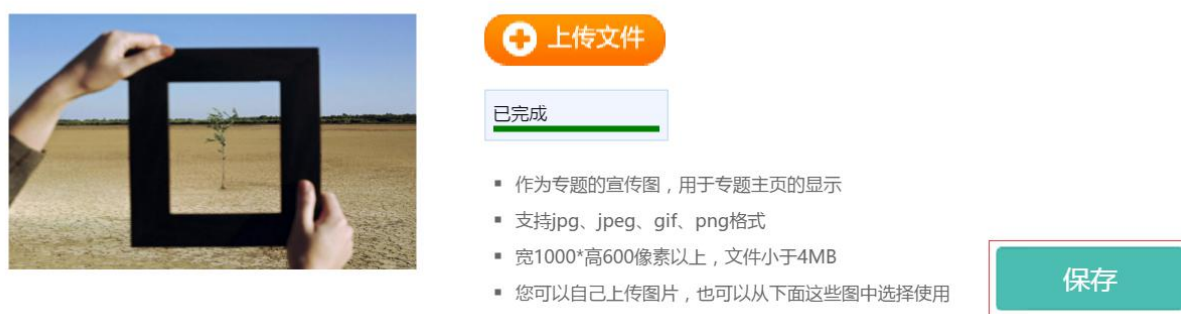 上传文件
已完成
作为专题的宣传图，用于专题主页的显示
支持jpg、jpeg、gif、png格式
宽1000*高600像素以上，文件小于4MB
您可以自己上传图片，也可以从下面这些图中选择使用
保存